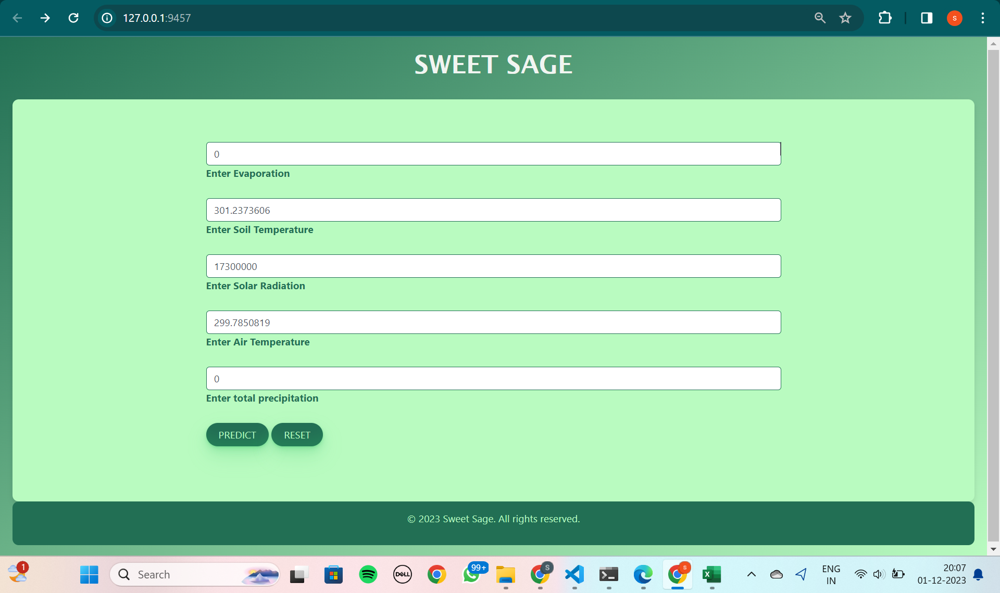 127.0.0.1:9457
S
SWEET SAGE
0
Enter Evaporation
301.2373606
Enter Soil Temperature
17300000
Enter Solar Radiation
299.7850819
Enter Air Temperature
0
Enter total precipitation
PREDICT RESET
© 2023 Sweet Sage. All rights reserved.
1
Search
DELL
99+
S
S
X
ENG
IN
20:07
01-12-2023